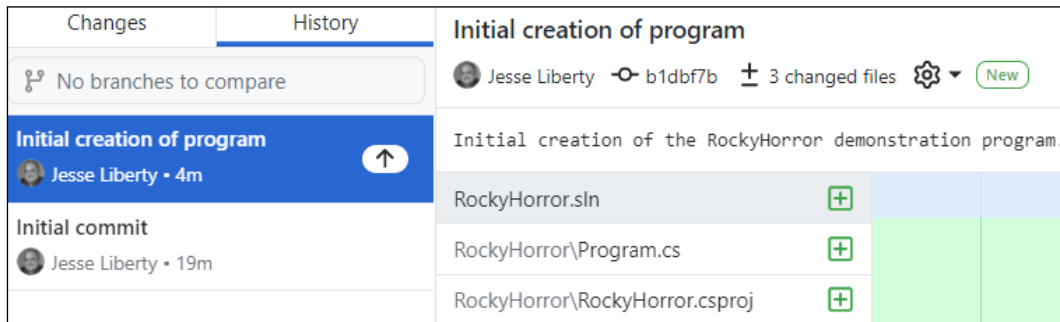 Changes
History
No branches to compare
Initial creation of program
Jesse Liberty • 4m
Initial commit
Jesse Liberty • 19m
Initial creation of program
Jesse Liberty b1dbf7b 3 changed files New
Initial creation of the RockyHorror demonstration program.
RockyHorror.sln
RockyHorror\Program.cs
RockyHorror\RockyHorror.csproj